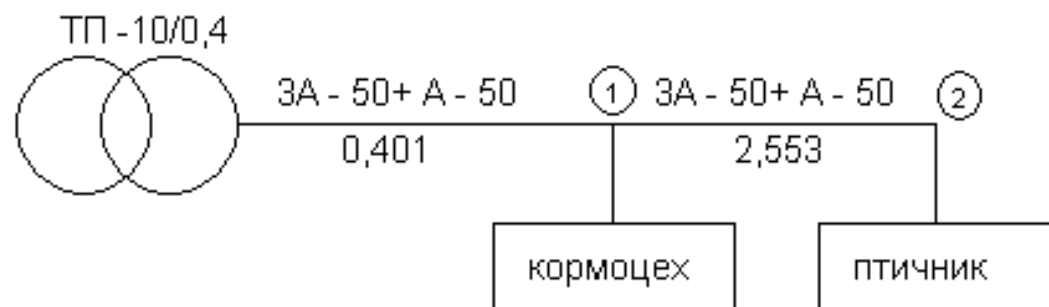 ТП -10/0,4
3А - 50+ А - 50
1
3А - 50+ А - 50
2
0,401
2,553
кормоцех
птичник